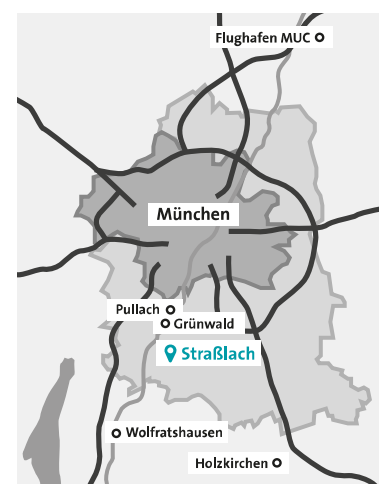 Flughafen MUC
München
Pullach
Grünwald
Straßlach
Wolfratshausen
Holzkirchen